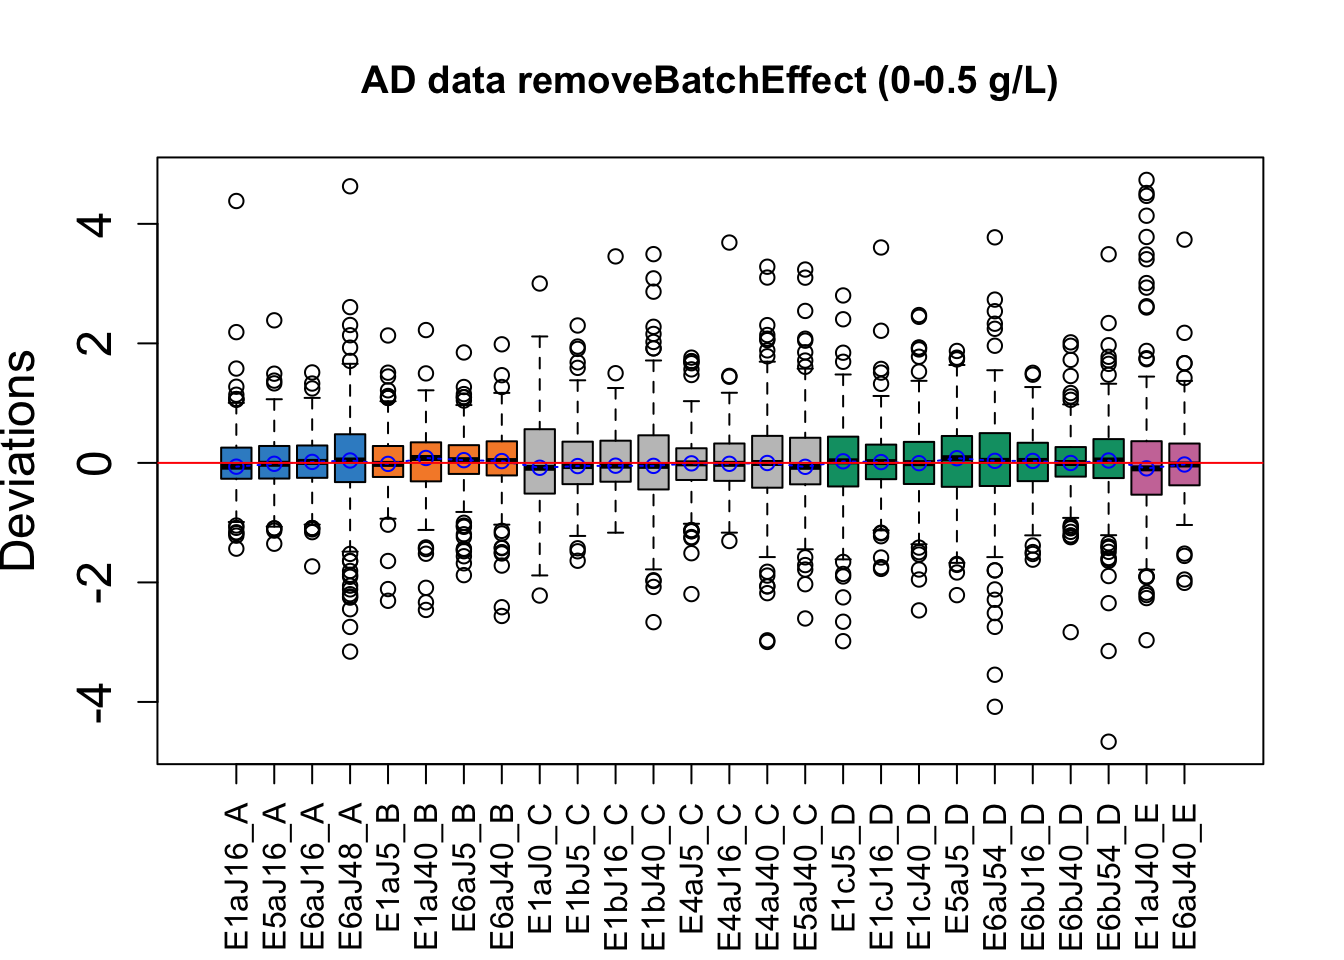 AD data removeBatchEffect (0-0.5 g/L)
Deviations
4
2
0
-2
-4
E1aJ16_A
E5aJ16_A
E6aJ16_A
E6aJ48_A
E1aJ5_B
E1aJ40_B
E6aJ5_B
E6aJ40_B
E1aJ0_C
E1bJ5_C
E1bJ16_C
E1bJ40_C
E4aJ5_C
E4aJ16_C
E4aJ40_C
E5aJ40_C
E1cJ5_D
E1cJ16_D
E1cJ40_D
E5aJ5_D
E6aJ54_D
E6bJ16_D
E6bJ40_D
E6bJ54_D
E1aJ40_E
E6aJ40_E